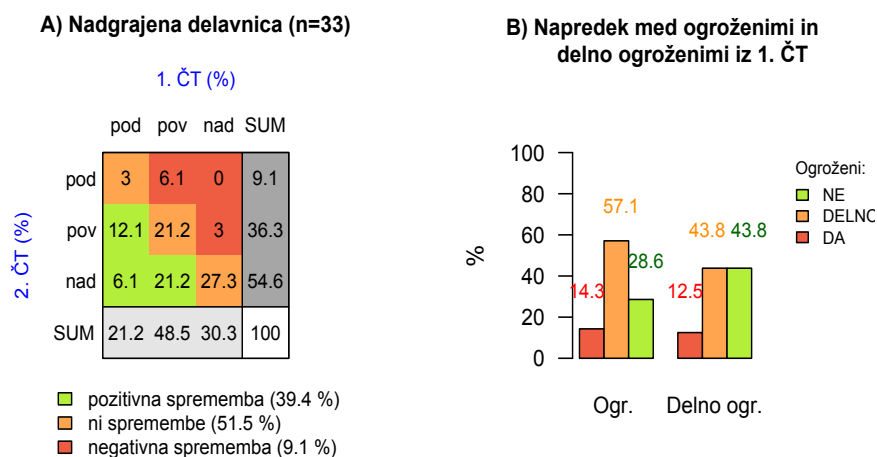 A) Nadgrajena delavnica (n=33)
1. ČT (%)
pod pov nad SUM
2. ČT (%)
pod 3 6.1 0 9.1
pov 12.1 21.2 3 36.3
nad 6.1 21.2 27.3 54.6
SUM 21.2 48.5 30.3 100
pozitivna sprememba (39.4 %)
ni spremembe (51.5 %)
negativna sprememba (9.1 %)
B) Napredek med ogroženimi in
delno ogroženimi iz 1. ČT
%
100
80
60
40
20
0
14.3 57.1 28.6
12.5 43.8 43.8
Ogr. Delno ogr.
Ogroženi:
NE
DELNO
DA